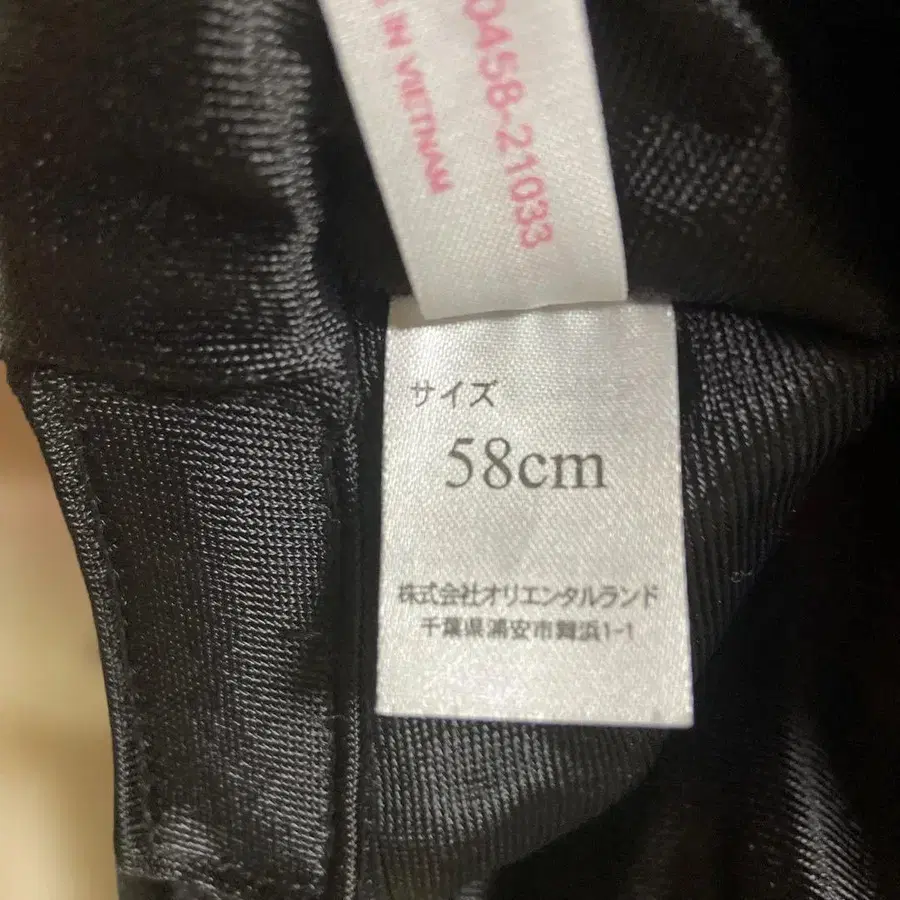 0458-21033
IN VIETNAM
サイズ
58cm
株式会社オリエンタルランド
千葉県浦安市舞浜1-1